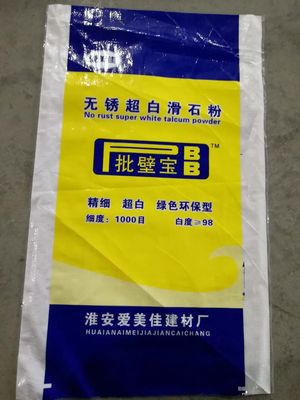 无锈超白滑石粉
No rust super white talcum powder
PBB
TM
批壁宝
精细 超白 绿色环保型
细度：1000目 白度≥98
淮安爱美佳建材厂
HUAIANAIMEIJIAJIANCAICHANG